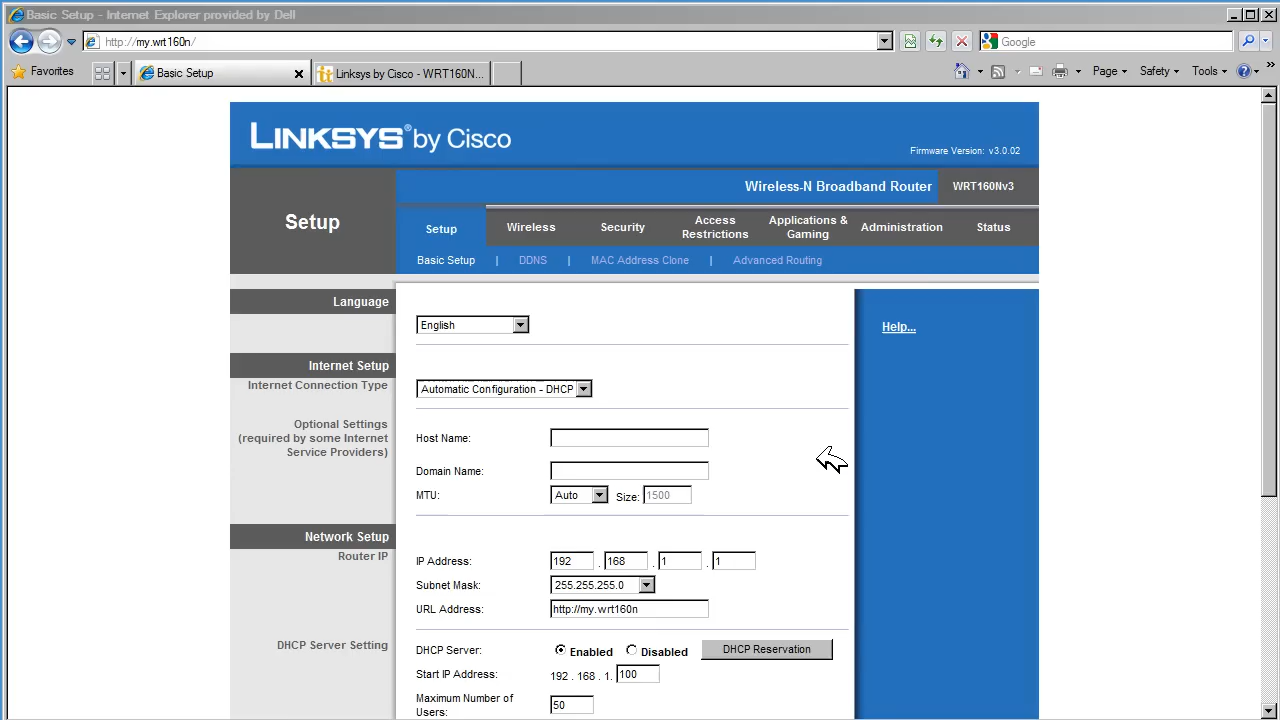 Basic Setup - Internet Explorer provided by Dell
http://my.wrt160n/
Google
Favorites
Basic Setup
Linksys by Cisco - WRT160N...
Page
Safety
Tools
LINKSYS® by Cisco
Firmware Version: v3.0.02
Wireless-N Broadband Router
WRT160Nv3
Setup
Setup
Wireless
Security
Access Restrictions
Applications & Gaming
Administration
Status
Basic Setup | DDNS | MAC Address Clone | Advanced Routing
Language
English
Help...
Internet Setup
Internet Connection Type
Automatic Configuration - DHCP
Optional Settings
(required by some Internet
Service Providers)
Host Name:
Domain Name:
MTU: Auto Size: 1500
Network Setup
Router IP
IP Address: 192 . 168 . 1 . 1
Subnet Mask: 255.255.255.0
URL Address: http://my.wrt160n
DHCP Server Setting
DHCP Server: Enabled Disabled DHCP Reservation
Start IP Address: 192 . 168 . 1. 100
Maximum Number of
Users: 50